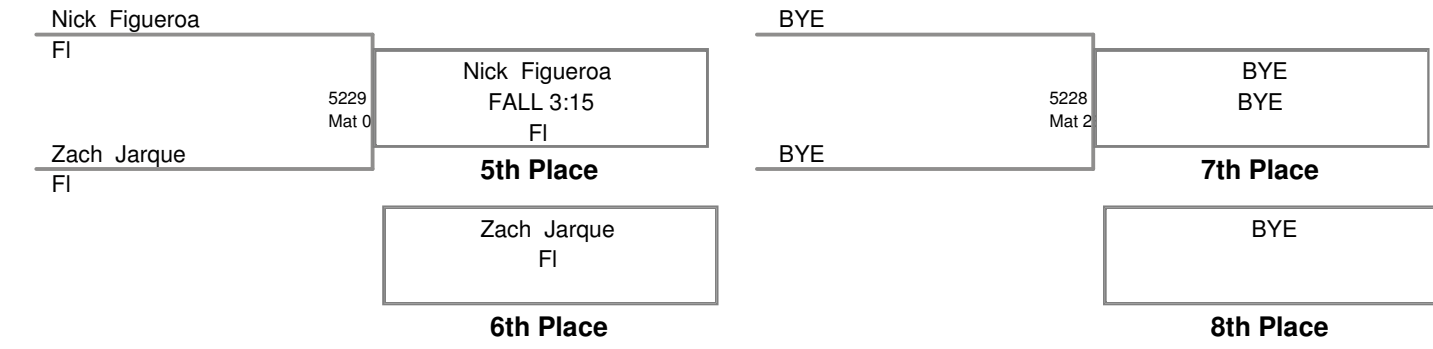 Nick Figueroa
Fl
5229
Mat 0
Nick Figueroa
FALL 3:15
Fl
Zach Jarque
Fl
5th Place
Zach Jarque
Fl
6th Place
BYE
5228
Mat 2
BYE
BYE
BYE
7th Place
BYE
8th Place